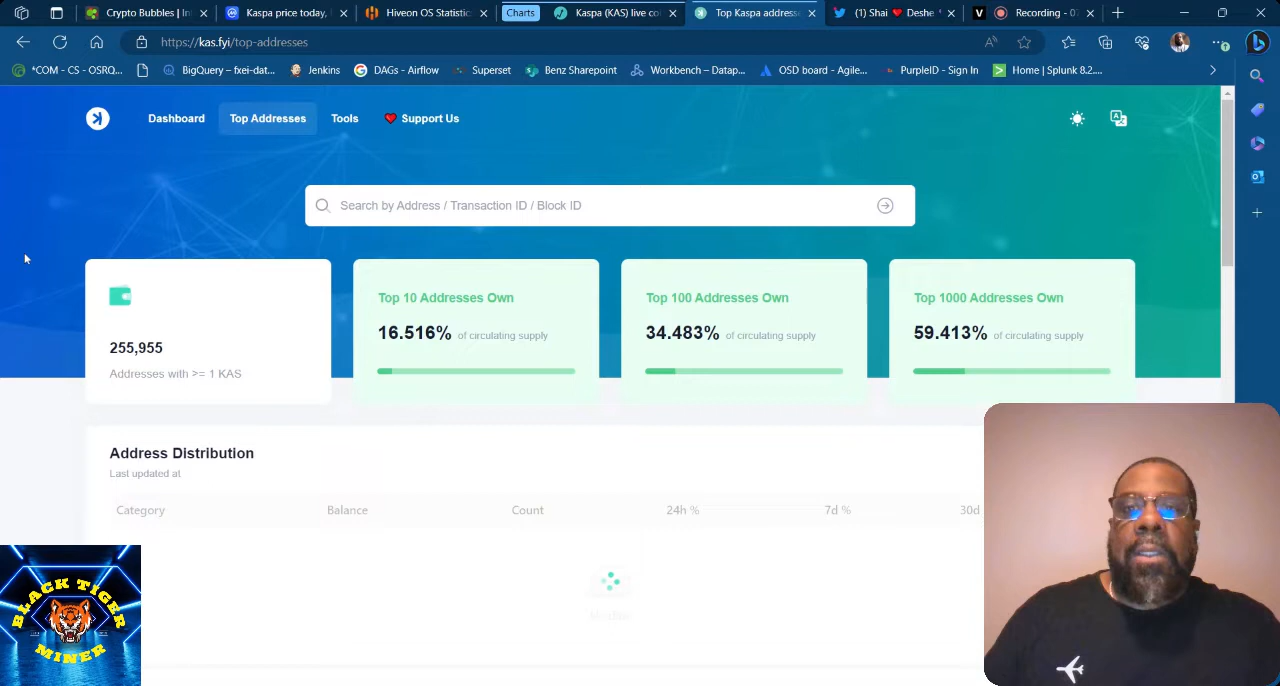 Crypto Bubbles | In
Kaspa price today,
Hiveon OS Statistic
Charts
Kaspa (KAS) live co
Top Kaspa address
(1) Shai ❤ Deshe
Recording - 0
https://kas.fyi/top-addresses
*COM - CS - OSRQ...
BigQuery – fxei-dat...
Jenkins
DAGs - Airflow
Superset
Benz Sharepoint
Workbench – Datap...
OSD board - Agile...
PurpleID - Sign In
Home | Splunk 8.2....
Dashboard
Top Addresses
Tools
❤ Support Us
Search by Address / Transaction ID / Block ID
255,955
Addresses with >= 1 KAS
Top 10 Addresses Own
16.516% of circulating supply
Top 100 Addresses Own
34.483% of circulating supply
Top 1000 Addresses Own
59.413% of circulating supply
Address Distribution
Last updated at
Category Balance Count 24h % 7d % 30d
BLACK TIGER
MINER